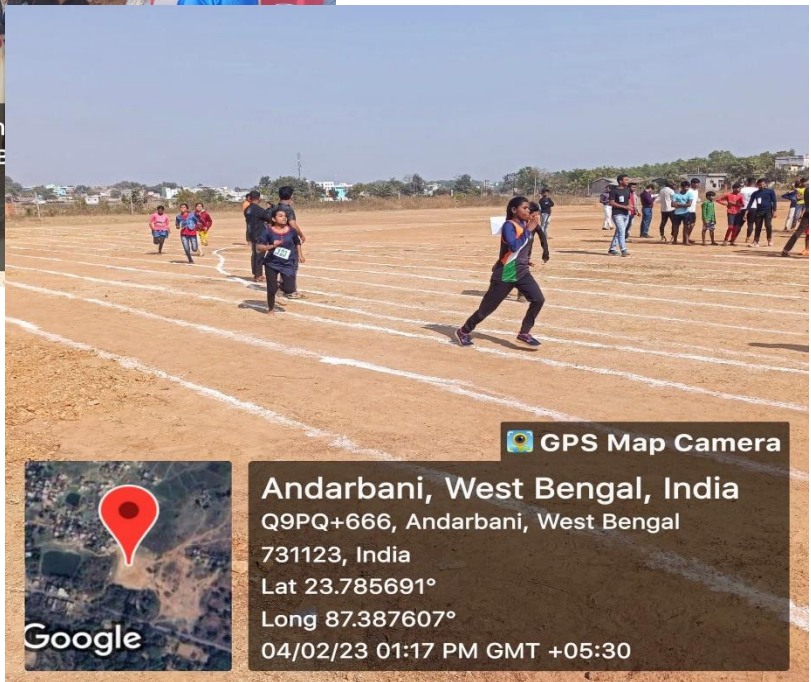 GPS Map Camera
Andarbani, West Bengal, India
Q9PQ+666, Andarbani, West Bengal
731123, India
Lat 23.785691°
Long 87.387607°
04/02/23 01:17 PM GMT +05:30
Google